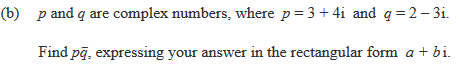 (b) p and q are complex numbers, where p = 3 + 4i and q = 2 – 3i.
Find pq̄, expressing your answer in the rectangular form a + bi.